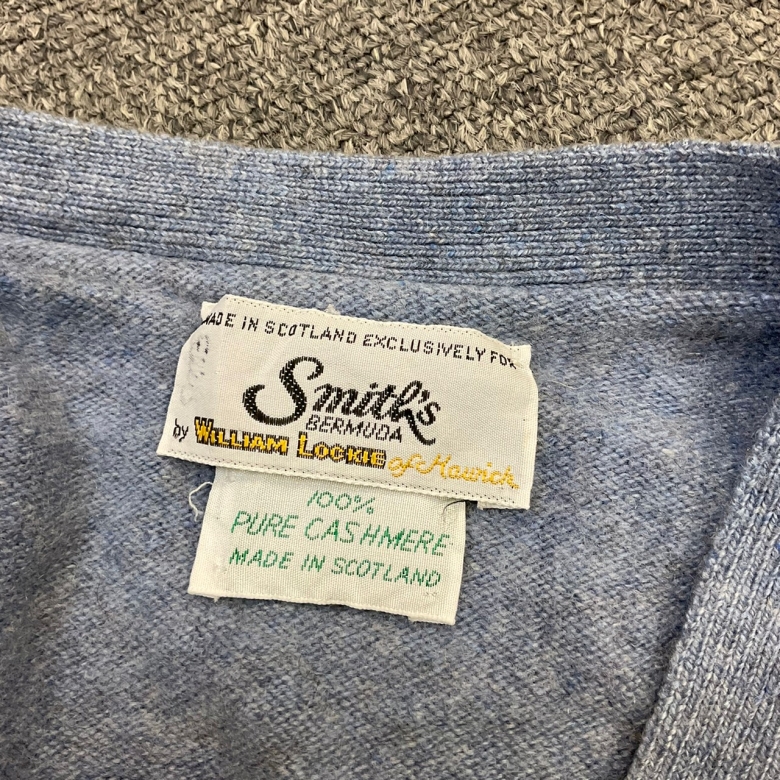 MADE IN SCOTLAND EXCLUSIVELY FOR
Smith's
BERMUDA
by WILLIAM LOCKIE of Hawick
100%
PURE CASHMERE
MADE IN SCOTLAND